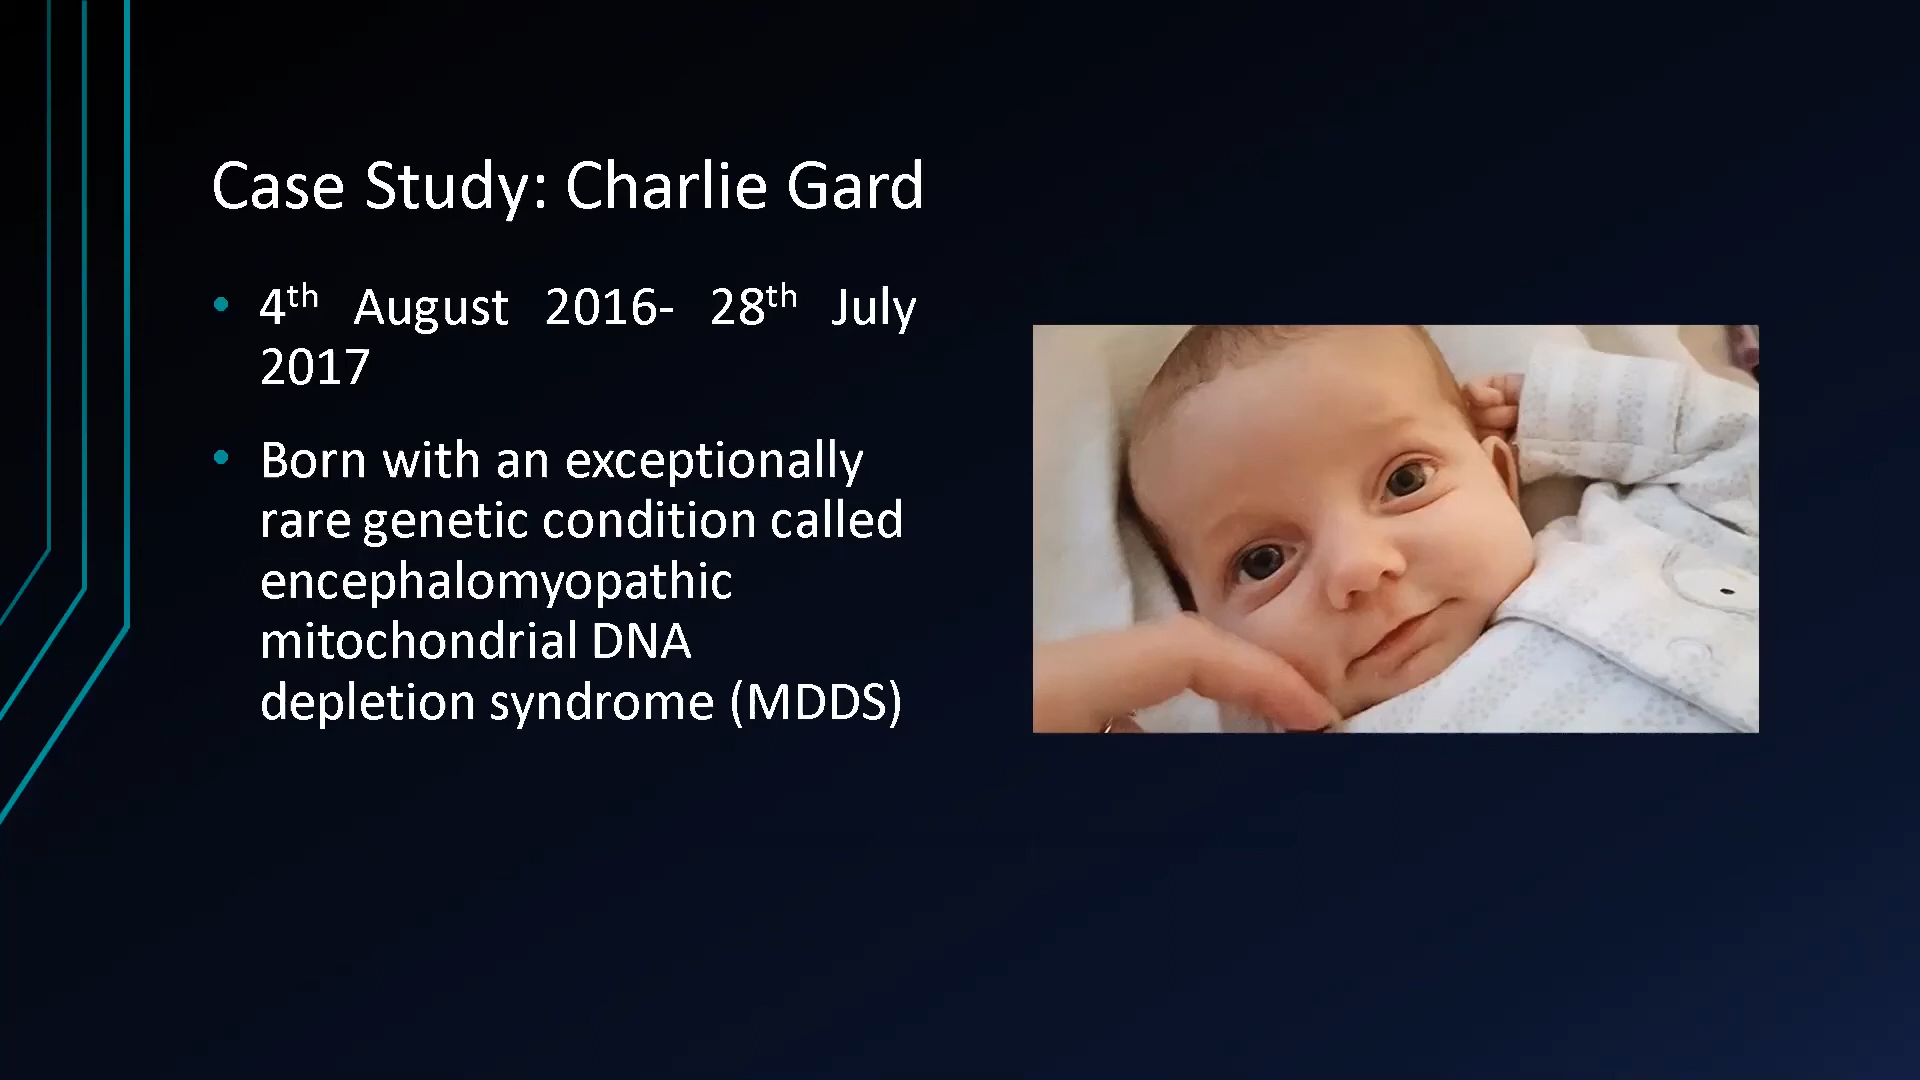 Case Study: Charlie Gard
• 4th August 2016- 28th July
2017
• Born with an exceptionally
rare genetic condition called
encephalomyopathic
mitochondrial DNA
depletion syndrome (MDDS)